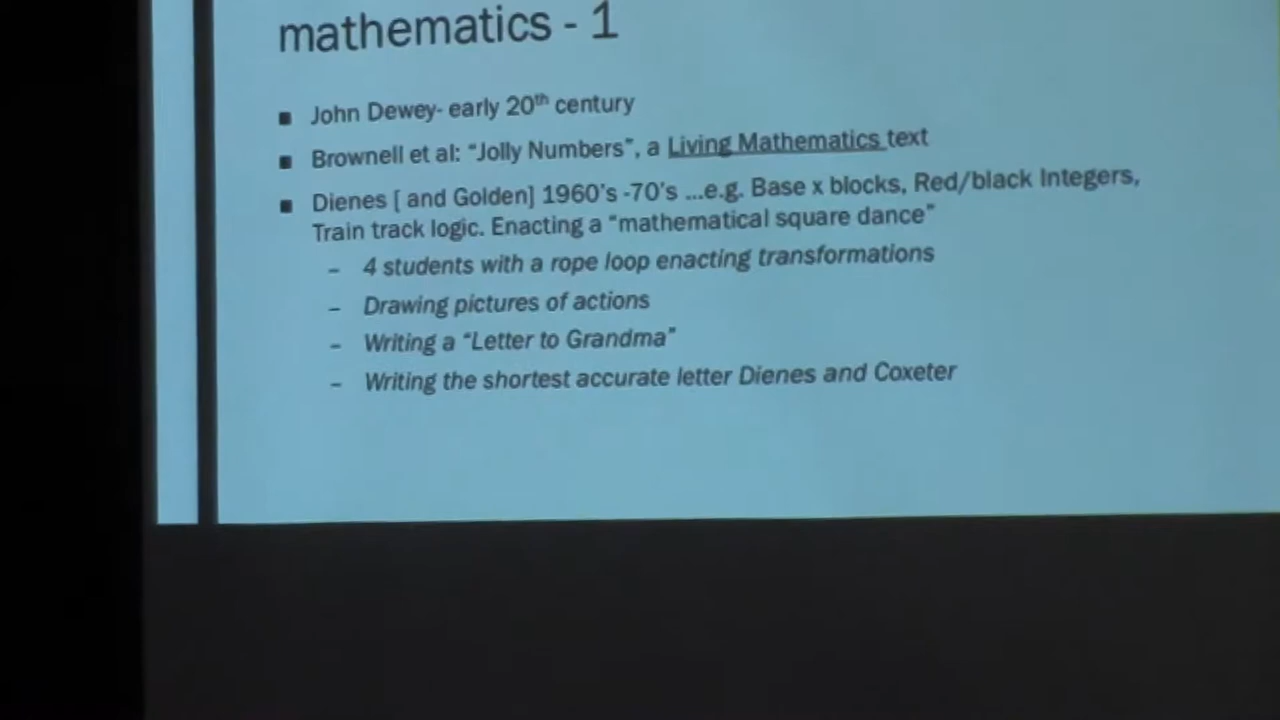 mathematics - 1
■ John Dewey- early 20th century
■ Brownell et al: "Jolly Numbers", a Living Mathematics text
■ Dienes [ and Golden] 1960's -70's ...e.g. Base x blocks, Red/black Integers,
Train track logic. Enacting a "mathematical square dance"
– 4 students with a rope loop enacting transformations
– Drawing pictures of actions
– Writing a "Letter to Grandma"
– Writing the shortest accurate letter Dienes and Coxeter